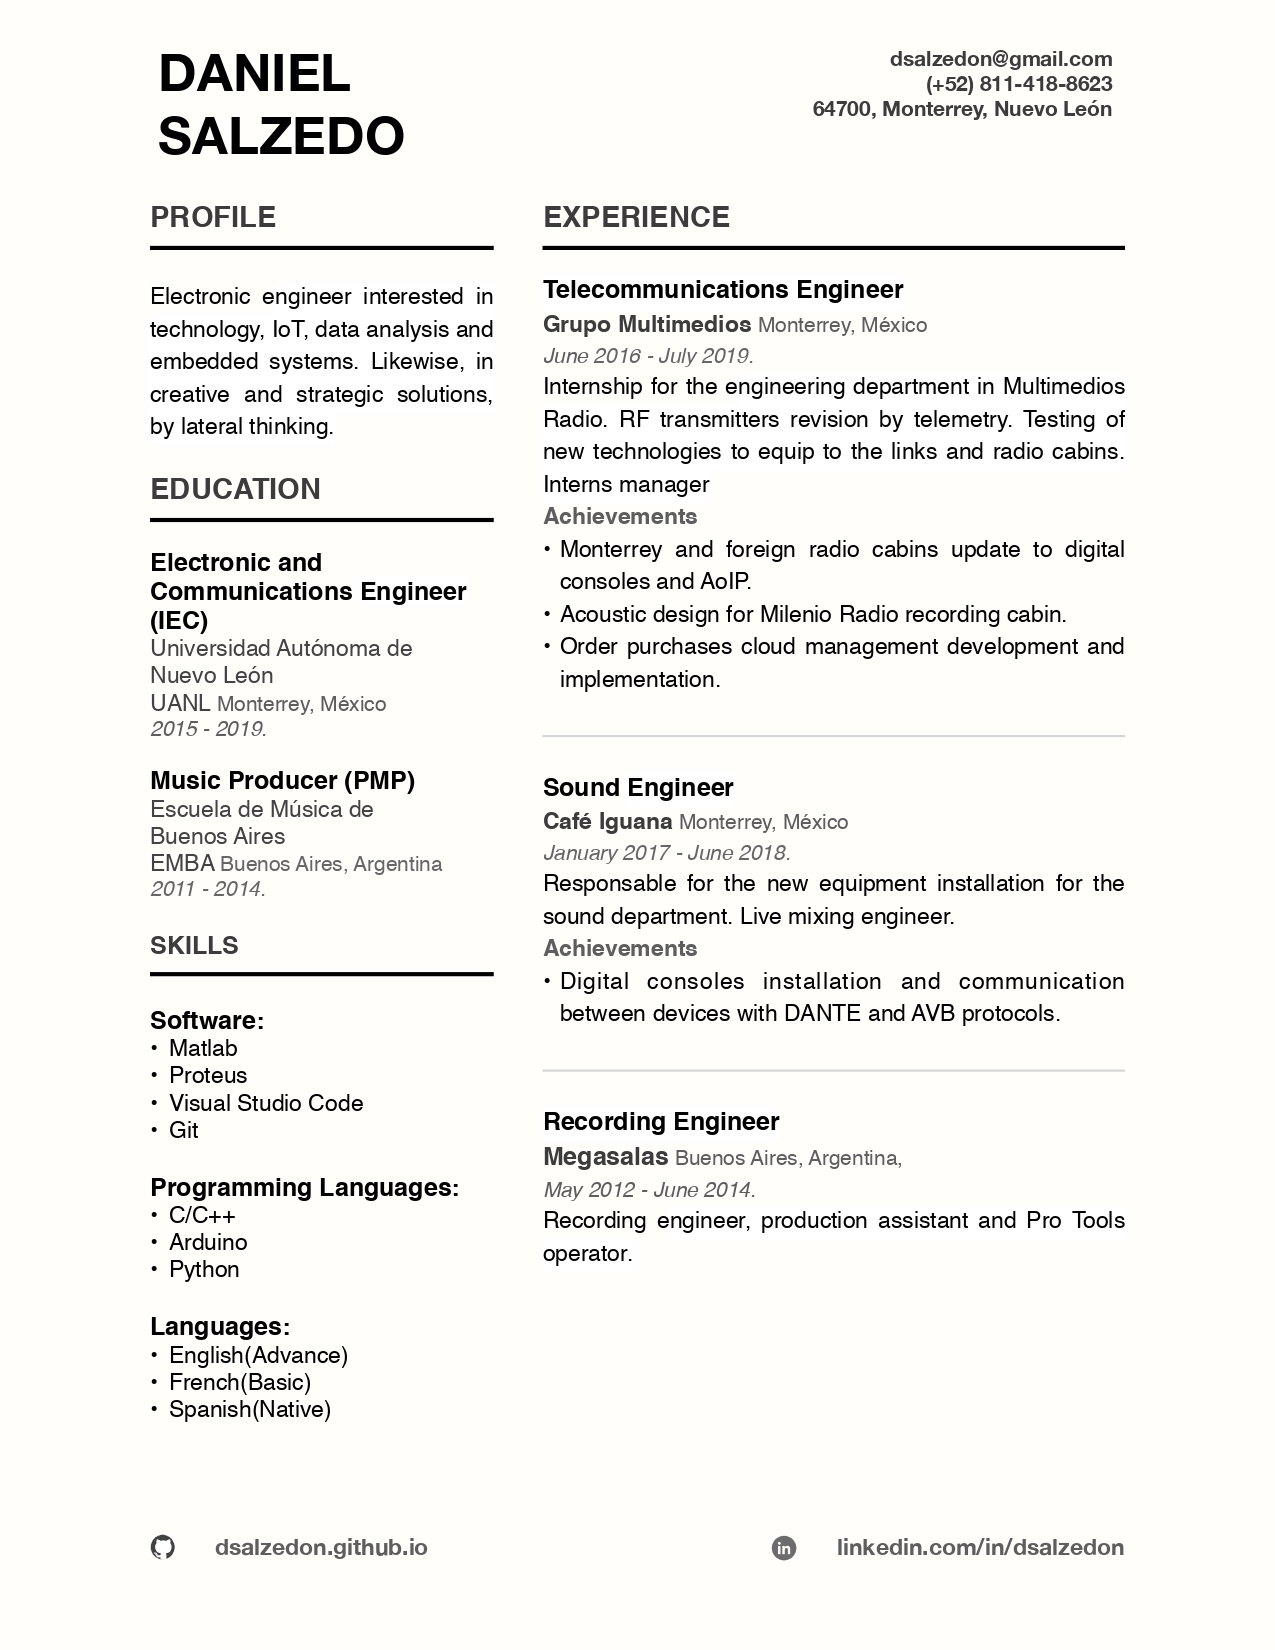 DANIEL
SALZEDO
dsalzedon@gmail.com
(+52) 811-418-8623
64700, Monterrey, Nuevo León
PROFILE
Electronic engineer interested in
technology, IoT, data analysis and
embedded systems. Likewise, in
creative and strategic solutions,
by lateral thinking.
EDUCATION
Electronic and
Communications Engineer
(IEC)
Universidad Autónoma de
Nuevo León
UANL Monterrey, México
2015 - 2019.
Music Producer (PMP)
Escuela de Música de
Buenos Aires
EMBA Buenos Aires, Argentina
2011 - 2014.
SKILLS
Software:
• Matlab
• Proteus
• Visual Studio Code
• Git
Programming Languages:
• C/C++
• Arduino
• Python
Languages:
• English(Advance)
• French(Basic)
• Spanish(Native)
EXPERIENCE
Telecommunications Engineer
Grupo Multimedios Monterrey, México
June 2016 - July 2019.
Internship for the engineering department in Multimedios
Radio. RF transmitters revision by telemetry. Testing of
new technologies to equip to the links and radio cabins.
Interns manager
Achievements
• Monterrey and foreign radio cabins update to digital
consoles and AoIP.
• Acoustic design for Milenio Radio recording cabin.
• Order purchases cloud management development and
implementation.
Sound Engineer
Café Iguana Monterrey, México
January 2017 - June 2018.
Responsable for the new equipment installation for the
sound department. Live mixing engineer.
Achievements
• Digital consoles installation and communication
between devices with DANTE and AVB protocols.
Recording Engineer
Megasalas Buenos Aires, Argentina,
May 2012 - June 2014.
Recording engineer, production assistant and Pro Tools
operator.
dsalzedon.github.io
in
linkedin.com/in/dsalzedon